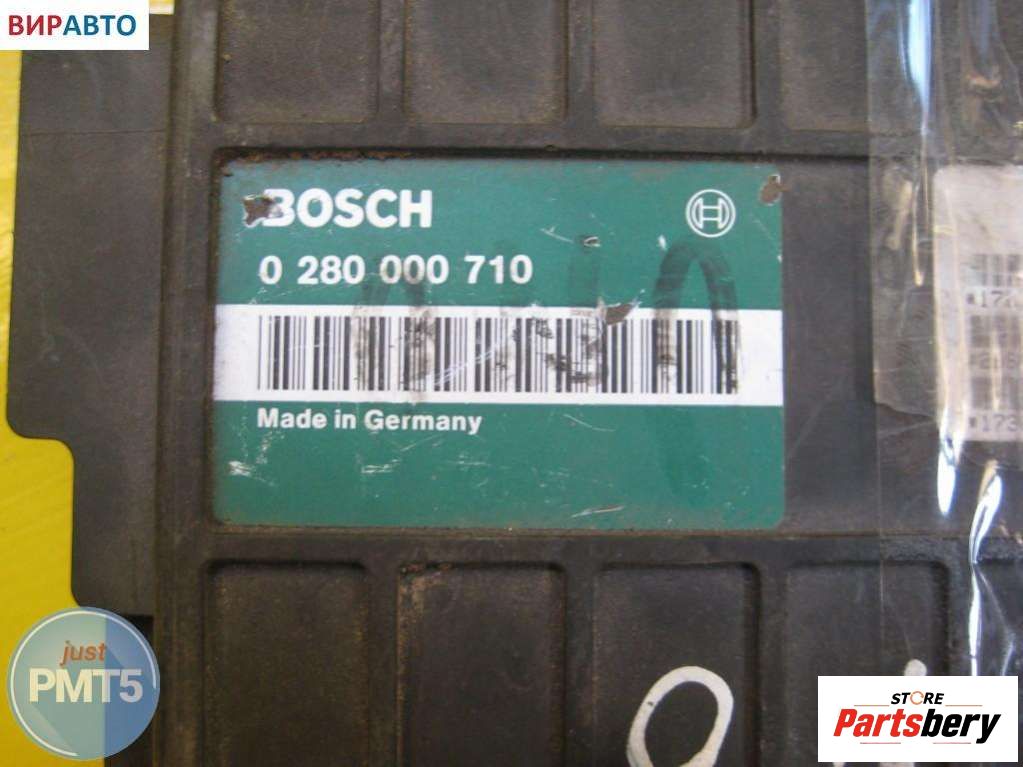 ВИРАВТО
BOSCH
0 280 000 710
Made in Germany
just
PMT5
STORE
Partsbery